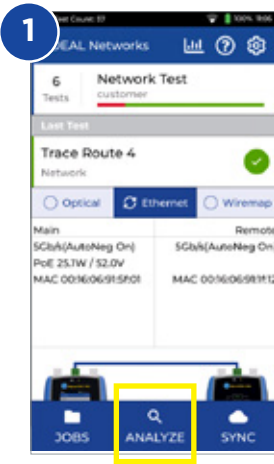 1
IDEAL Networks
6
Tests
Network Test
customer
Last Test
Trace Route 4
Network
Optical
Ethernet
Wiremap
Main
Remote
5Gb/s(AutoNeg On)
5Gb/s(AutoNeg On)
PoE 25.1W / 52.0V
JOBS
ANALYZE
SYNC